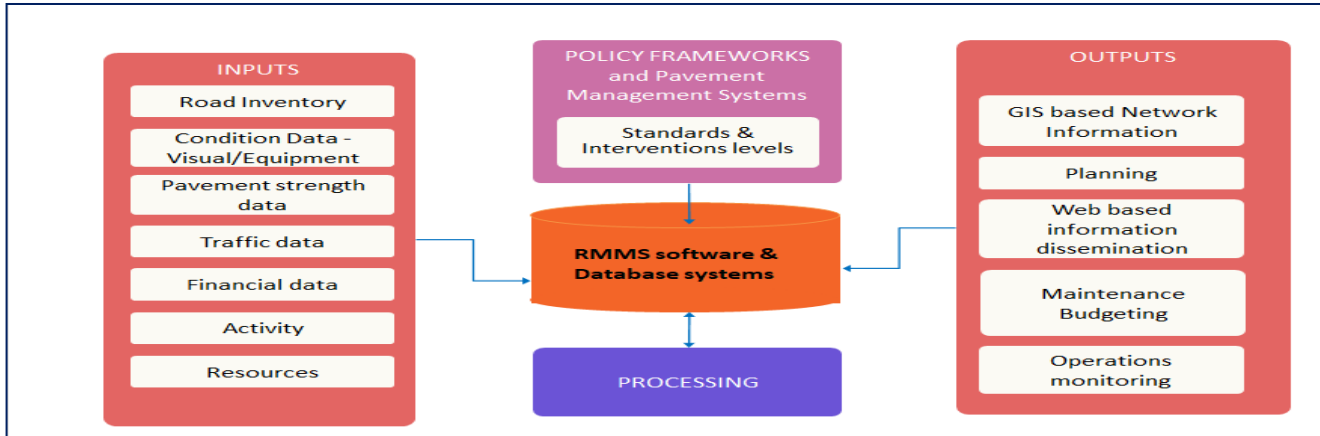 INPUTS
Road Inventory
Condition Data -
Visual/Equipment
Pavement strength
data
Traffic data
Financial data
Activity
Resources
POLICY FRAMEWORKS
and Pavement
Management Systems
Standards &
Interventions levels
RMMS software &
Database systems
PROCESSING
OUTPUTS
GIS based Network
Information
Planning
Web based
information
dissemination
Maintenance
Budgeting
Operations
monitoring